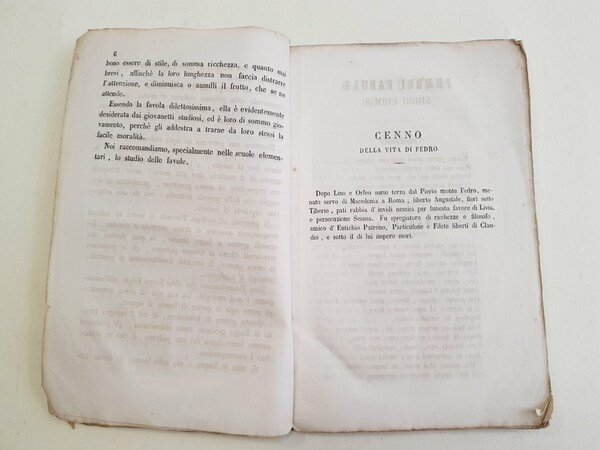 6
bono essere di stile, di somma ricchezza, e quanto mai
brevi, affinchè la loro lunghezza non faccia distrarre
l'attenzione, e diminuisca o annulli il frutto, che se ne
attende.
Essendo la favola dilettosissima, ella è evidentemente
desiderata dai giovanetti studiosi, ed è loro di sommo gio-
vamento, perchè gli addestra a trarne da loro stessi la
facile moralità.
Noi raccomandiamo, specialmente nelle scuole elemen-
tari, lo studio delle favole.
CENNO
DELLA VITA DI FEDRO
Dopo Lino e Orfeo sorse terzo dal Pierio monte Fedro, me-
nato servo di Macedonia a Roma; liberto Augustale, fiorì sotto
Tiberio, patì rabbia d'invidi nemici per funesto favore di Livia,
e persecuzione Seiana. Fu spregiatore di ricchezze e filosofo,
amico d'Eutichio Patreno, Particulone e Filete liberti di Clau-
dio, e sotto il di lui impero morì.